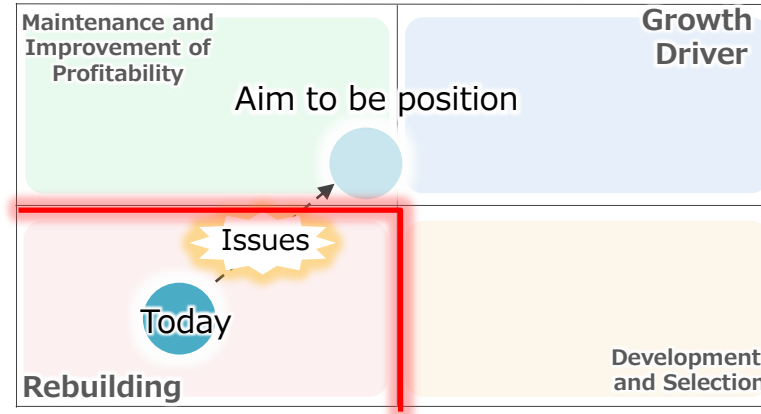 Maintenance and
Improvement of
Profitability
Growth
Driver
Aim to be position
Issues
Today
Rebuilding
Development
and Selection